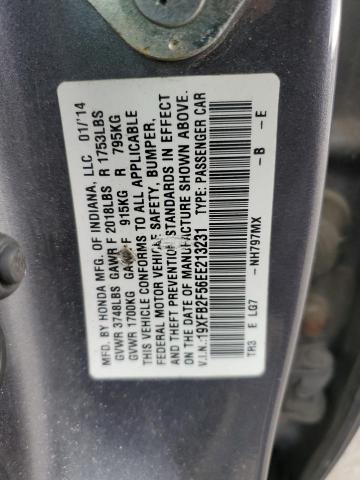 MFD. BY HONDA MFG. OF INDIANA, LLC 01/'14
GVWR 3748LBS GAWR F 2018LBS R 1753LBS
GVWR 1700KG GAWR F 915KG R 795KG
THIS VEHICLE CONFORMS TO ALL APPLICABLE
FEDERAL MOTOR VEHICLE SAFETY, BUMPER,
AND THEFT PREVENTION STANDARDS IN EFFECT
ON THE DATE OF MANUFACTURE SHOWN ABOVE.
V.I.N.:19XFB2F56EE213231 TYPE: PASSENGER CAR
TR3 E LG7 -NH797MX -B -E